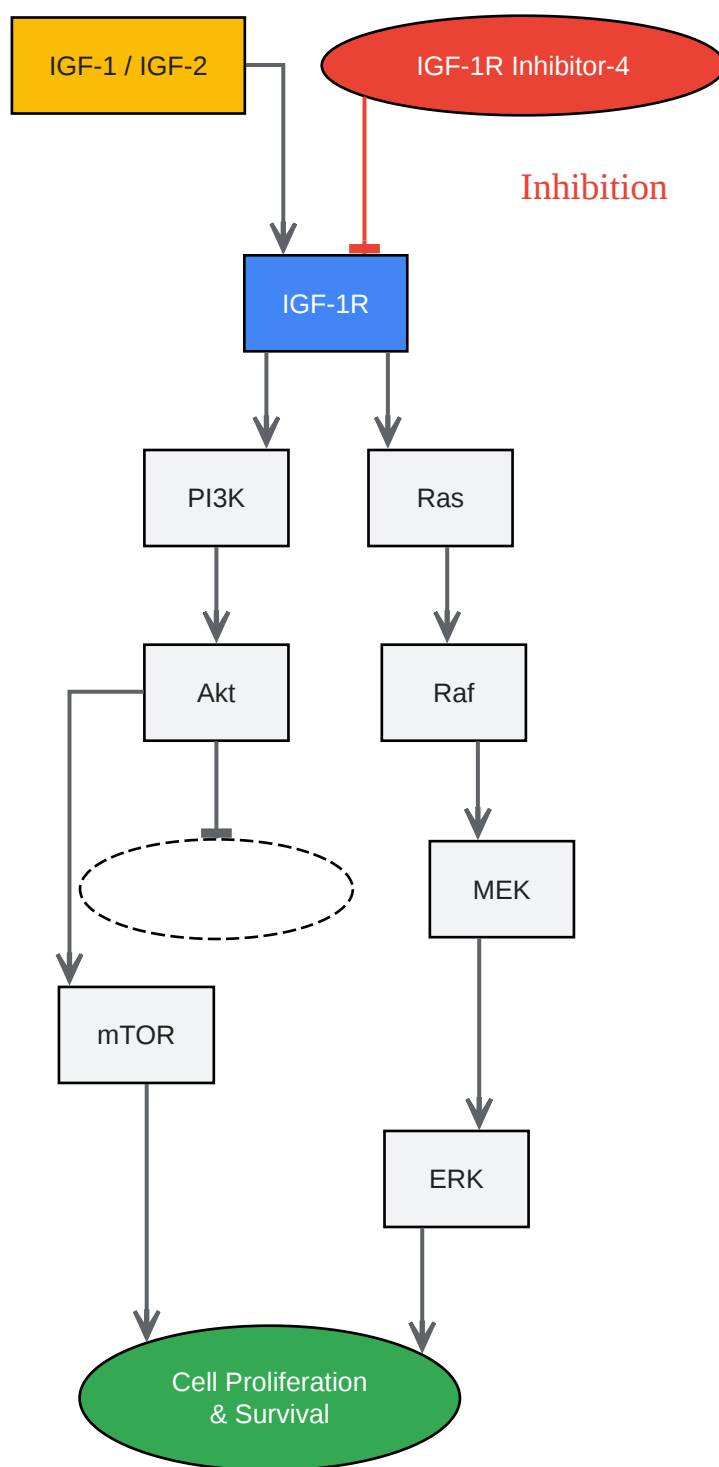 IGF-1 / IGF-2
IGF-1R Inhibitor-4
Inhibition
IGF-1R
PI3K
Ras
Akt
Raf
MEK
mTOR
ERK
Cell Proliferation
& Survival